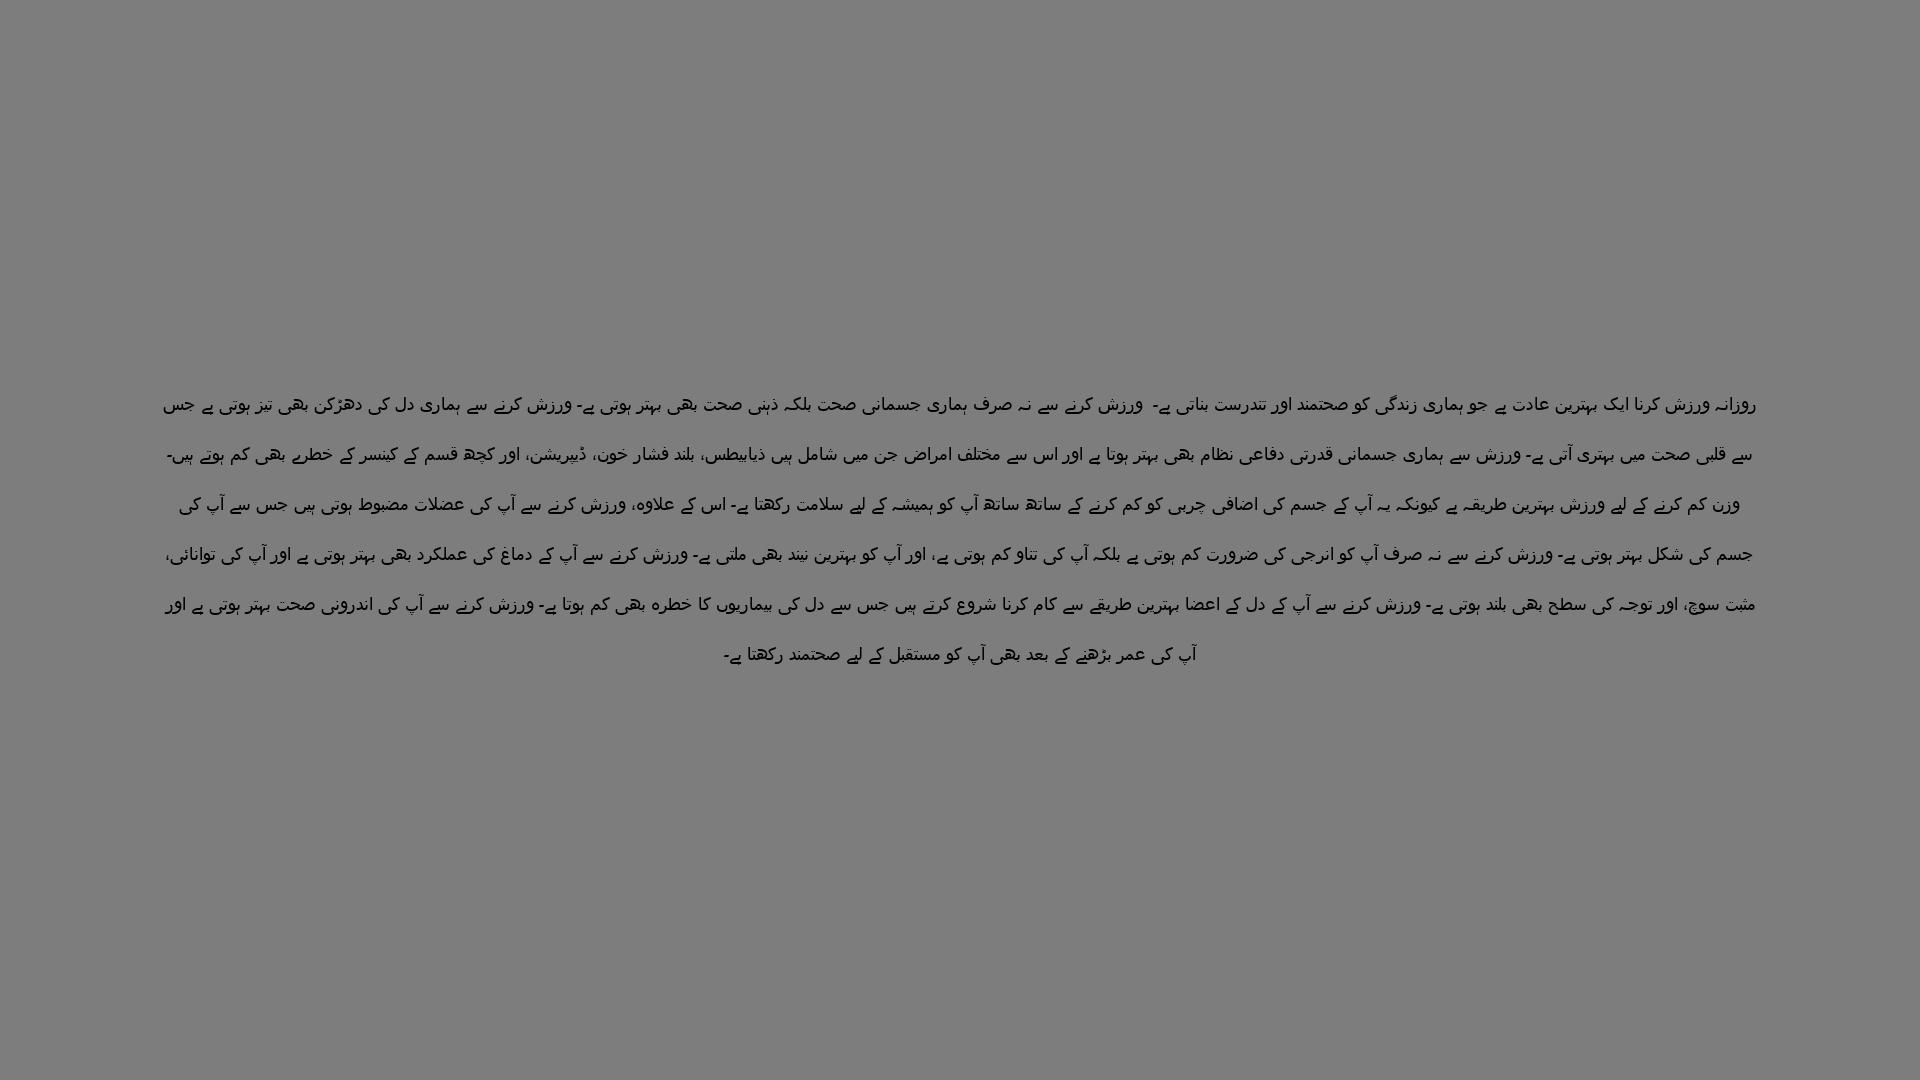 روزانہ ورزش کرنا ایک بہترین عادت ہے جو ہماری زندگی کو صحتمند اور تندرست بناتی ہے۔ ورزش کرنے سے نہ صرف ہماری جسمانی صحت بلکہ ذہنی صحت بھی بہتر ہوتی ہے۔ ورزش کرنے سے ہماری دل کی دھڑکن بھی تیز ہوتی ہے جس
سے قلبی صحت میں بہتری آتی ہے۔ ورزش سے ہماری جسمانی قدرتی دفاعی نظام بھی بہتر ہوتا ہے اور اس سے مختلف امراض جن میں شامل ہیں ذیابیطس، بلند فشار خون، ڈیپریشن، اور کچھ قسم کے کینسر کے خطرے بھی کم ہوتے ہیں۔
وزن کم کرنے کے لیے ورزش بہترین طریقہ ہے کیونکہ یہ آپ کے جسم کی اضافی چربی کو کم کرنے کے ساتھ ساتھ آپ کو ہمیشہ کے لیے سلامت رکھتا ہے۔ اس کے علاوہ، ورزش کرنے سے آپ کی عضلات مضبوط ہوتی ہیں جس سے آپ کی
جسم کی شکل بہتر ہوتی ہے۔ ورزش کرنے سے نہ صرف آپ کو انرجی کی ضرورت کم ہوتی ہے بلکہ آپ کی تناو کم ہوتی ہے، اور آپ کو بہترین نیند بھی ملتی ہے۔ ورزش کرنے سے آپ کے دماغ کی عملکرد بھی بہتر ہوتی ہے اور آپ کی توانائی،
مثبت سوچ، اور توجہ کی سطح بھی بلند ہوتی ہے۔ ورزش کرنے سے آپ کے دل کے اعضا بہترین طریقے سے کام کرنا شروع کرتے ہیں جس سے دل کی بیماریوں کا خطرہ بھی کم ہوتا ہے۔ ورزش کرنے سے آپ کی اندرونی صحت بہتر ہوتی ہے اور
آپ کی عمر بڑھنے کے بعد بھی آپ کو مستقبل کے لیے صحتمند رکھتا ہے۔